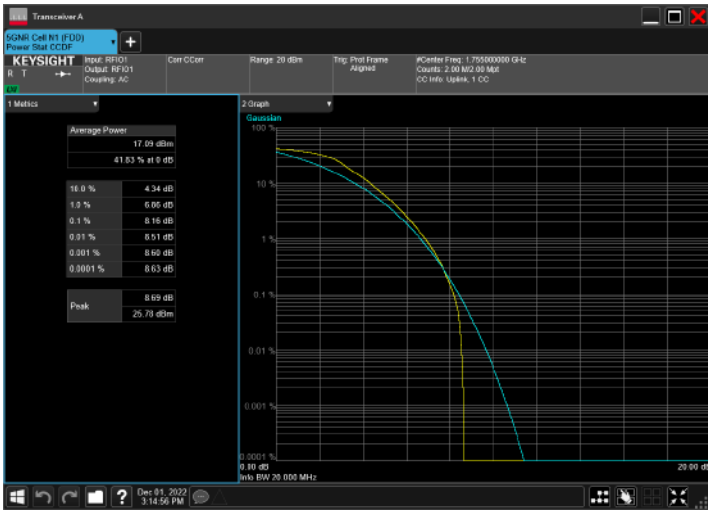 Transceiver A
5GNR Cell N1 (FDD)
Power Stat CCDF
KEYSIGHT
R T
Input: RFIO1
Output: RFIO1
Coupling: AC
Corr CCorr
Range: 20 dBm
Trig: Prot Frame
Aligned
#Center Freq: 1.755000000 GHz
Counts: 2.00 M/2.00 Mpt
CC Info: Uplink, 1 CC
1 Metrics
Average Power
17.09 dBm
41.83 % at 0 dB
10.0 % 4.34 dB
1.0 % 6.86 dB
0.1 % 8.16 dB
0.01 % 8.51 dB
0.001 % 8.60 dB
0.0001 % 8.63 dB
Peak
8.69 dB
25.78 dBm
2 Graph
Gaussian
100 %
10 %
1 %
0.1 %
0.01 %
0.001 %
0.0001 %
0.00 dB
20.00 dB
Info BW 20.000 MHz
?
Dec 01, 2022
3:14:56 PM